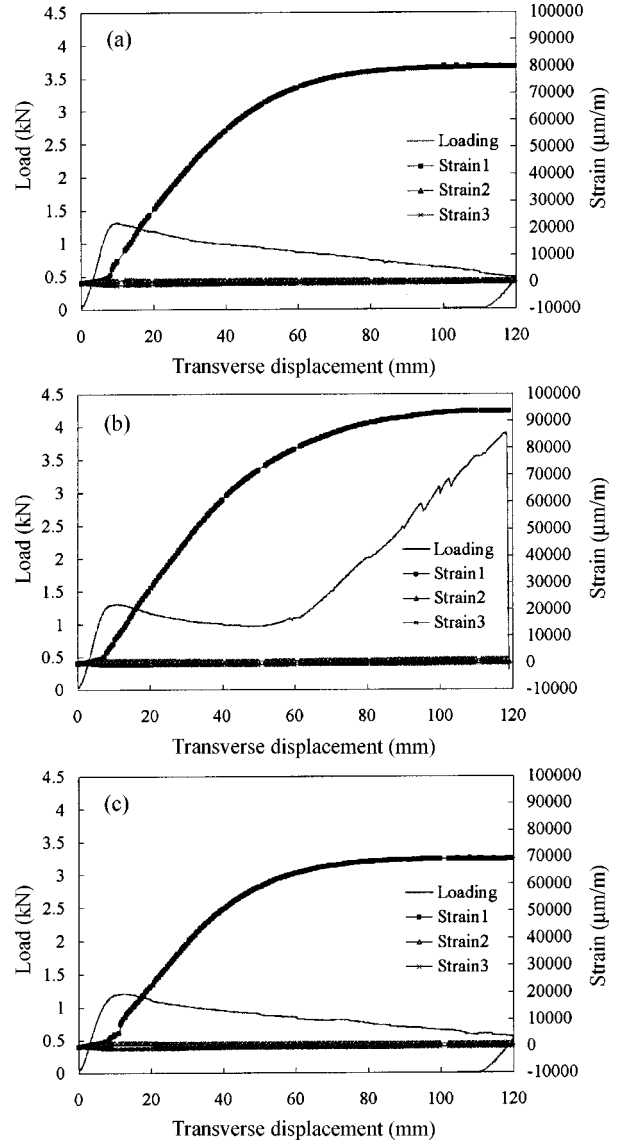 (a)
4.5
4
3.5
3
2.5
2
1.5
1
0.5
0
Load (kN)
100000
90000
80000
70000
60000
50000
40000
30000
20000
10000
0
-10000
Strain (μm/m)
Loading
Strain1
Strain2
Strain3
0 20 40 60 80 100 120
Transverse displacement (mm)
(b)
4.5
4
3.5
3
2.5
2
1.5
1
0.5
0
Load (kN)
100000
90000
80000
70000
60000
50000
40000
30000
20000
10000
0
-10000
Strain (μm/m)
Loading
Strain1
Strain2
Strain3
0 20 40 60 80 100 120
Transverse displacement (mm)
(c)
4.5
4
3.5
3
2.5
2
1.5
1
0.5
0
Load (kN)
100000
90000
80000
70000
60000
50000
40000
30000
20000
10000
0
-10000
Strain (μm/m)
Loading
Strain1
Strain2
Strain3
0 20 40 60 80 100 120
Transverse displacement (mm)